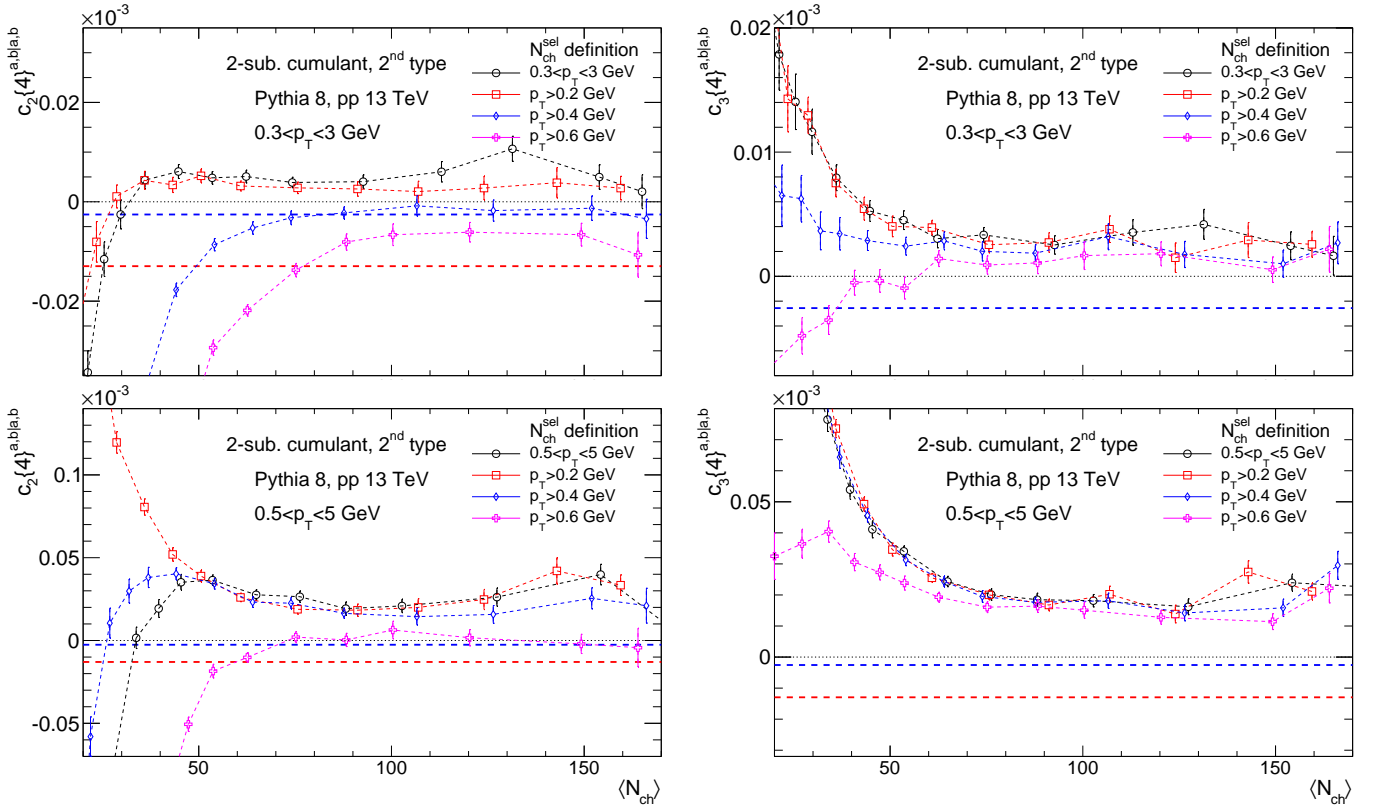 ×10⁻³
c₂{4}^a,b|a,b
0.02
0
-0.02
2-sub. cumulant, 2nd type
Pythia 8, pp 13 TeV
0.3<p_T<3 GeV
N_ch^sel definition
0.3<p_T<3 GeV
p_T>0.2 GeV
p_T>0.4 GeV
p_T>0.6 GeV
c₃{4}^a,b|a,b
0.02
×10⁻³
0.01
0
2-sub. cumulant, 2nd type
Pythia 8, pp 13 TeV
0.3<p_T<3 GeV
N_ch^sel definition
0.3<p_T<3 GeV
p_T>0.2 GeV
p_T>0.4 GeV
p_T>0.6 GeV
×10⁻³
c₂{4}^a,b|a,b
0.1
0.05
0
-0.05
2-sub. cumulant, 2nd type
Pythia 8, pp 13 TeV
0.5<p_T<5 GeV
N_ch^sel definition
0.5<p_T<5 GeV
p_T>0.2 GeV
p_T>0.4 GeV
p_T>0.6 GeV
50 100 150
⟨N_ch⟩
×10⁻³
c₃{4}^a,b|a,b
0.05
0
2-sub. cumulant, 2nd type
Pythia 8, pp 13 TeV
0.5<p_T<5 GeV
N_ch^sel definition
0.5<p_T<5 GeV
p_T>0.2 GeV
p_T>0.4 GeV
p_T>0.6 GeV
50 100 150
⟨N_ch⟩